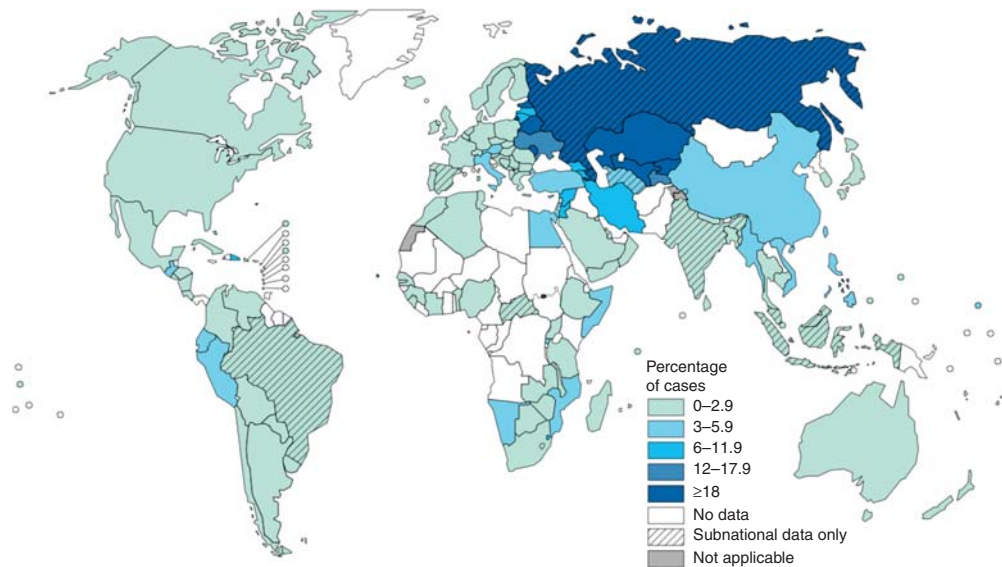 Percentage
of cases
0–2.9
3–5.9
6–11.9
12–17.9
≥18
No data
Subnational data only
Not applicable